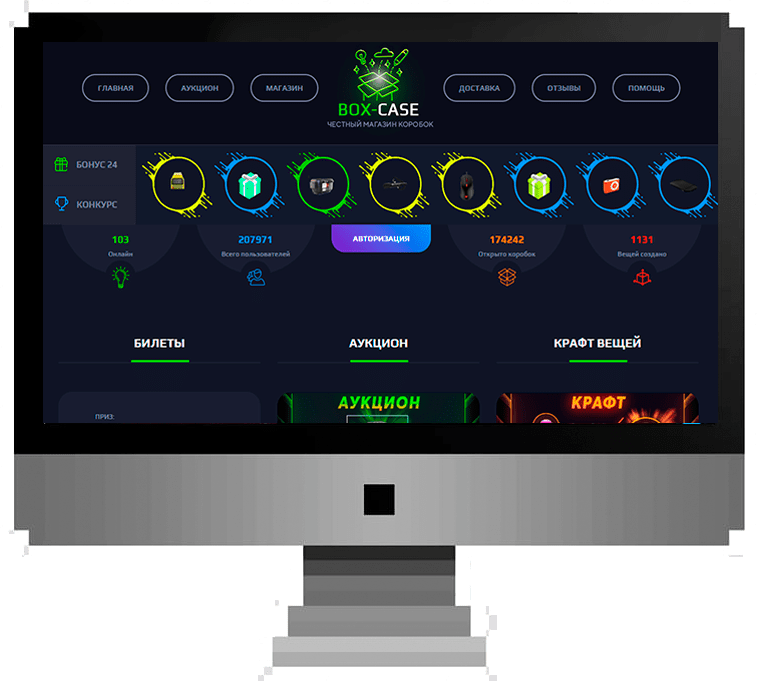 ГЛАВНАЯ
АУКЦИОН
МАГАЗИН
BOX-CASE
ЧЕСТНЫЙ МАГАЗИН КОРОБОК
ДОСТАВКА
ОТЗЫВЫ
ПОМОЩЬ
БОНУС 24
КОНКУРС
103
Онлайн
207971
Всего пользователей
АВТОРИЗАЦИЯ
174242
Открыто коробок
1131
Вещей создано
БИЛЕТЫ
АУКЦИОН
КРАФТ ВЕЩЕЙ
ПРИЗ:
АУКЦИОН
КРАФТ